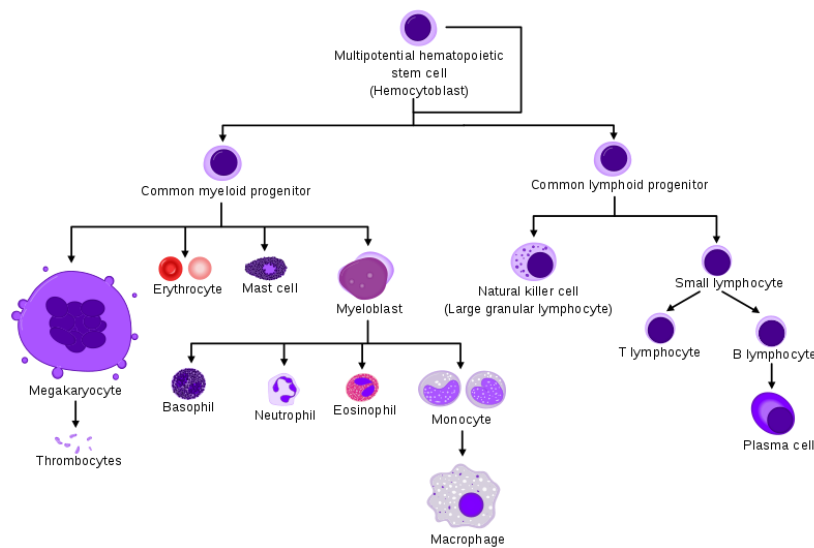 Multipotential hematopoietic
stem cell
(Hemocytoblast)
Common myeloid progenitor
Common lymphoid progenitor
Erythrocyte
Mast cell
Myeloblast
Natural killer cell
(Large granular lymphocyte)
Small lymphocyte
T lymphocyte
B lymphocyte
Megakaryocyte
Basophil
Neutrophil
Eosinophil
Monocyte
Plasma cell
Thrombocytes
Macrophage